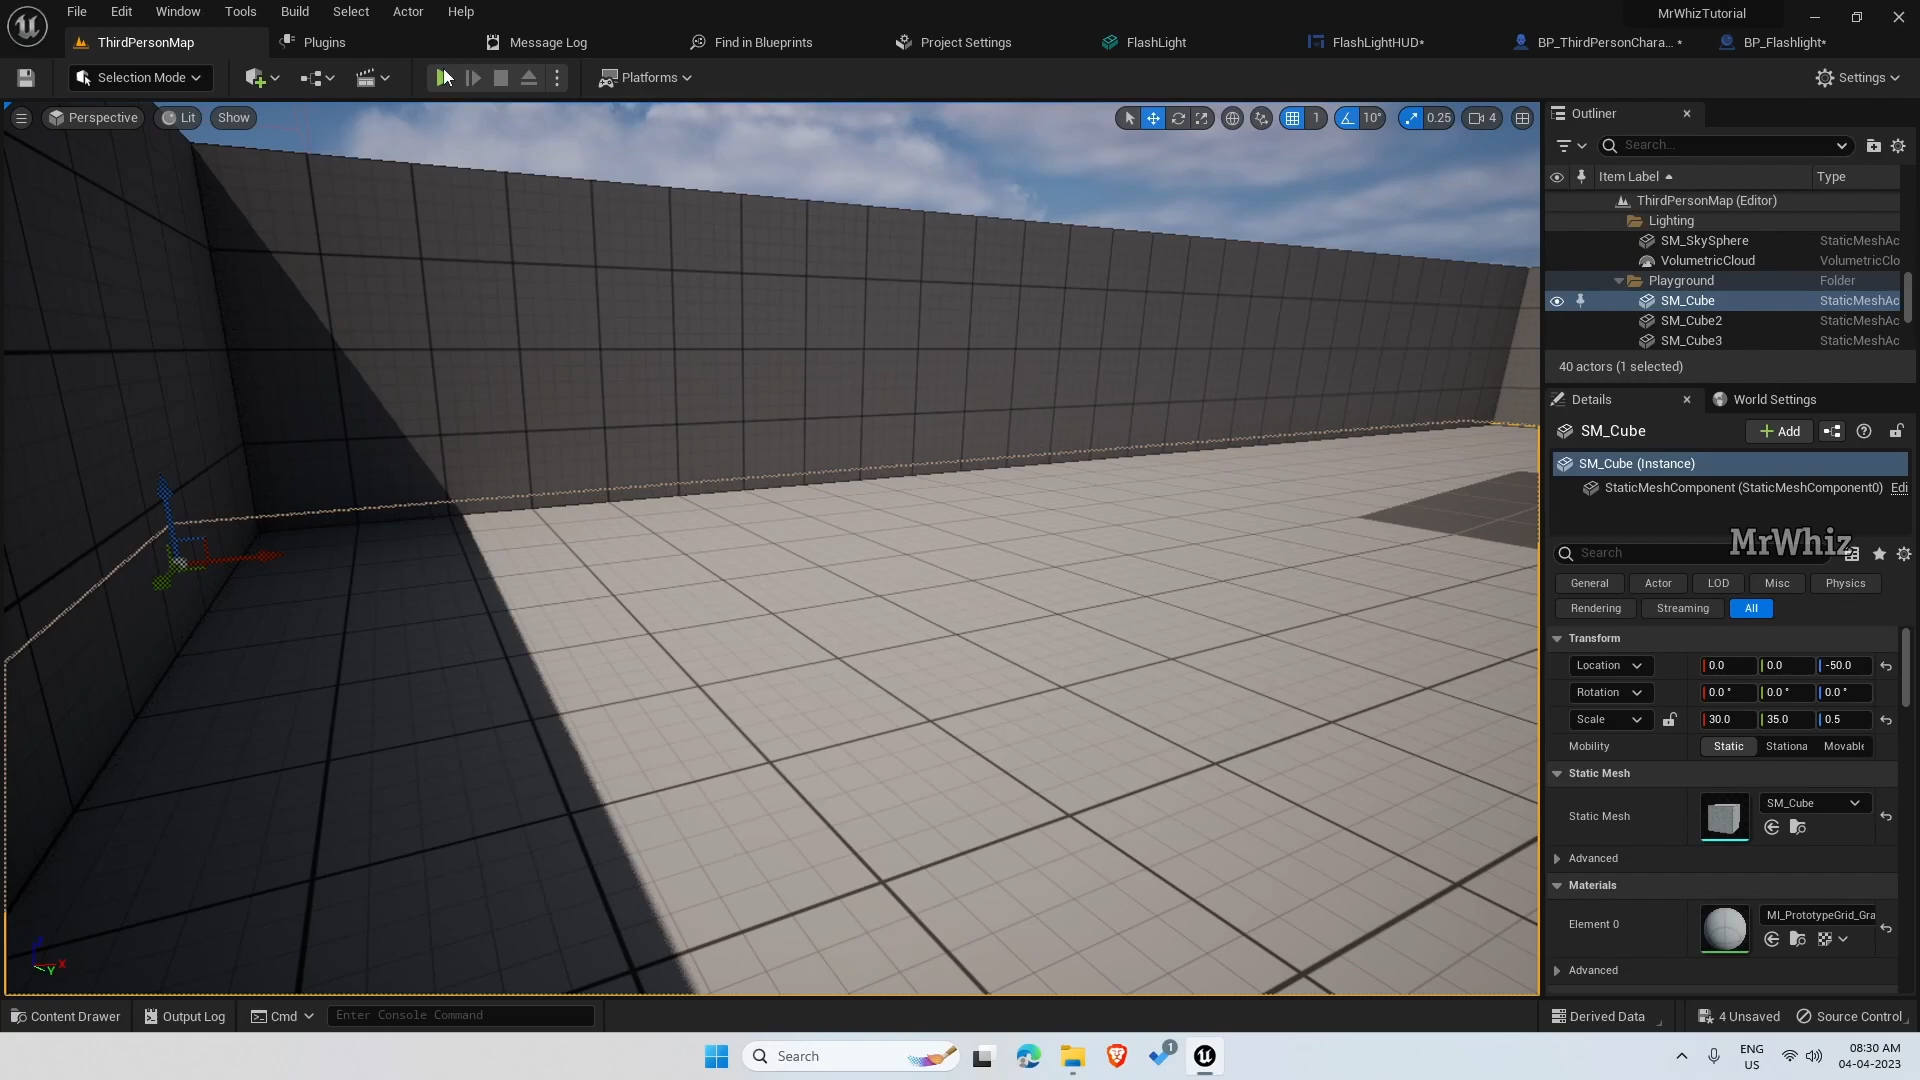 File Edit Window Tools Build Select Actor Help
MrWhizTutorial
ThirdPersonMap
Plugins
Message Log
Find in Blueprints
Project Settings
FlashLight
FlashLightHUD*
BP_ThirdPersonChara... *
BP_Flashlight*
Selection Mode
Platforms
Settings
Perspective
Lit
Show
1
10°
0.25
4
Outliner
Search...
Item Label
Type
ThirdPersonMap (Editor)
Lighting
SM_SkySphere StaticMeshAc
VolumetricCloud VolumetricClo
Playground Folder
SM_Cube StaticMeshAc
SM_Cube2 StaticMeshAc
SM_Cube3 StaticMeshAc
40 actors (1 selected)
Details
World Settings
SM_Cube
Add
SM_Cube (Instance)
StaticMeshComponent (StaticMeshComponent0) Edi
MrWhiz
Search
General Actor LOD Misc Physics
Rendering Streaming All
Transform
Location 0.0 0.0 -50.0
Rotation 0.0 ° 0.0 ° 0.0 °
Scale 30.0 35.0 0.5
Mobility Static Stationa Movable
Static Mesh
SM_Cube
Static Mesh
Advanced
Materials
MI_PrototypeGrid_Gra
Element 0
Advanced
X
Y
Content Drawer
Output Log
Cmd
Enter Console Command
Derived Data
4 Unsaved
Source Control
Search
1
ENG
US
08:30 AM
04-04-2023